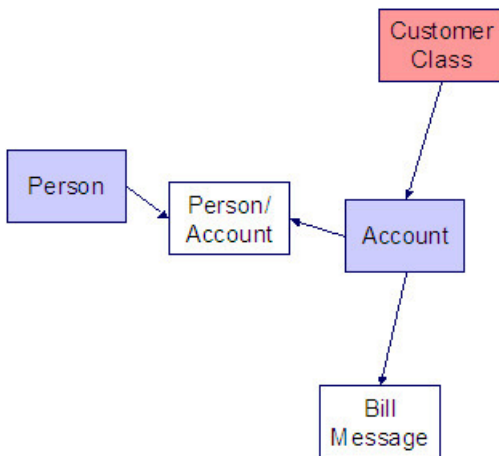 Customer
Class
Person
Person/
Account
Account
Bill
Message